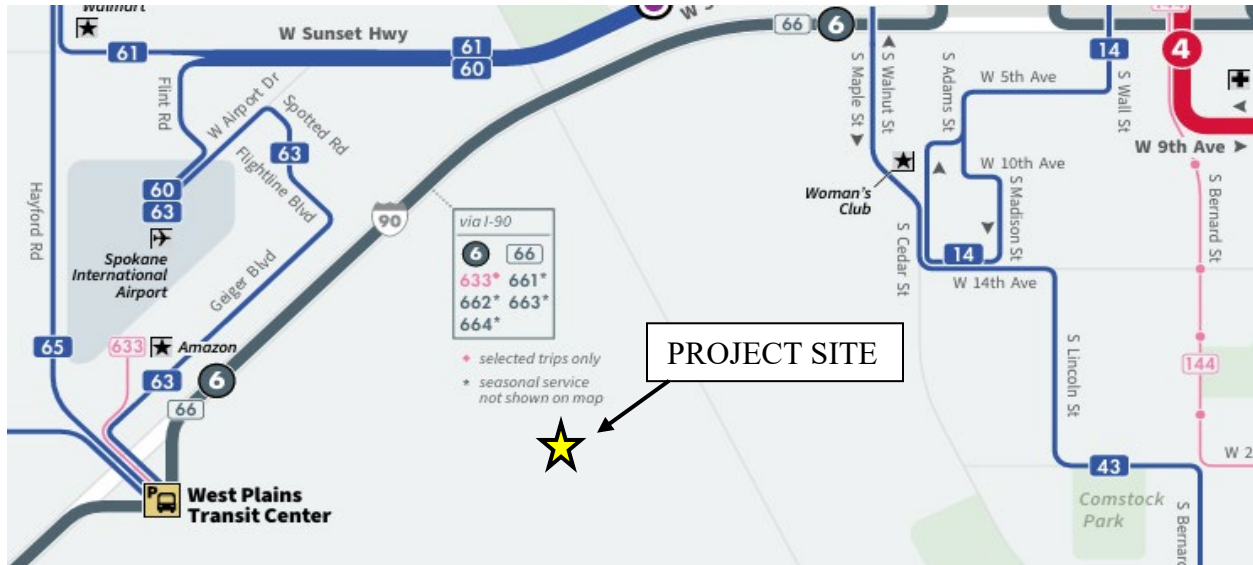 Walmart
61
W Sunset Hwy
61
60
66
6
14
4
S Maple St
S Walnut St
S Adams St
W 5th Ave
S Wall St
W 9th Ave
Flint Rd
W Airport Dr
Spotted Rd
63
Flightline Blvd
60
63
Spokane
International
Airport
Hayford Rd
90
Geiger Blvd
via I-90
6 66
633* 661*
662* 663*
664*
* selected trips only
* seasonal service
not shown on map
Woman's
Club
W 10th Ave
S Madison St
S Cedar St
14
W 14th Ave
S Bernard St
S Lincoln St
144
65
633
Amazon
63
6
66
PROJECT SITE
43
Comstock
Park
W 2
S Bernar
P
West Plains
Transit Center